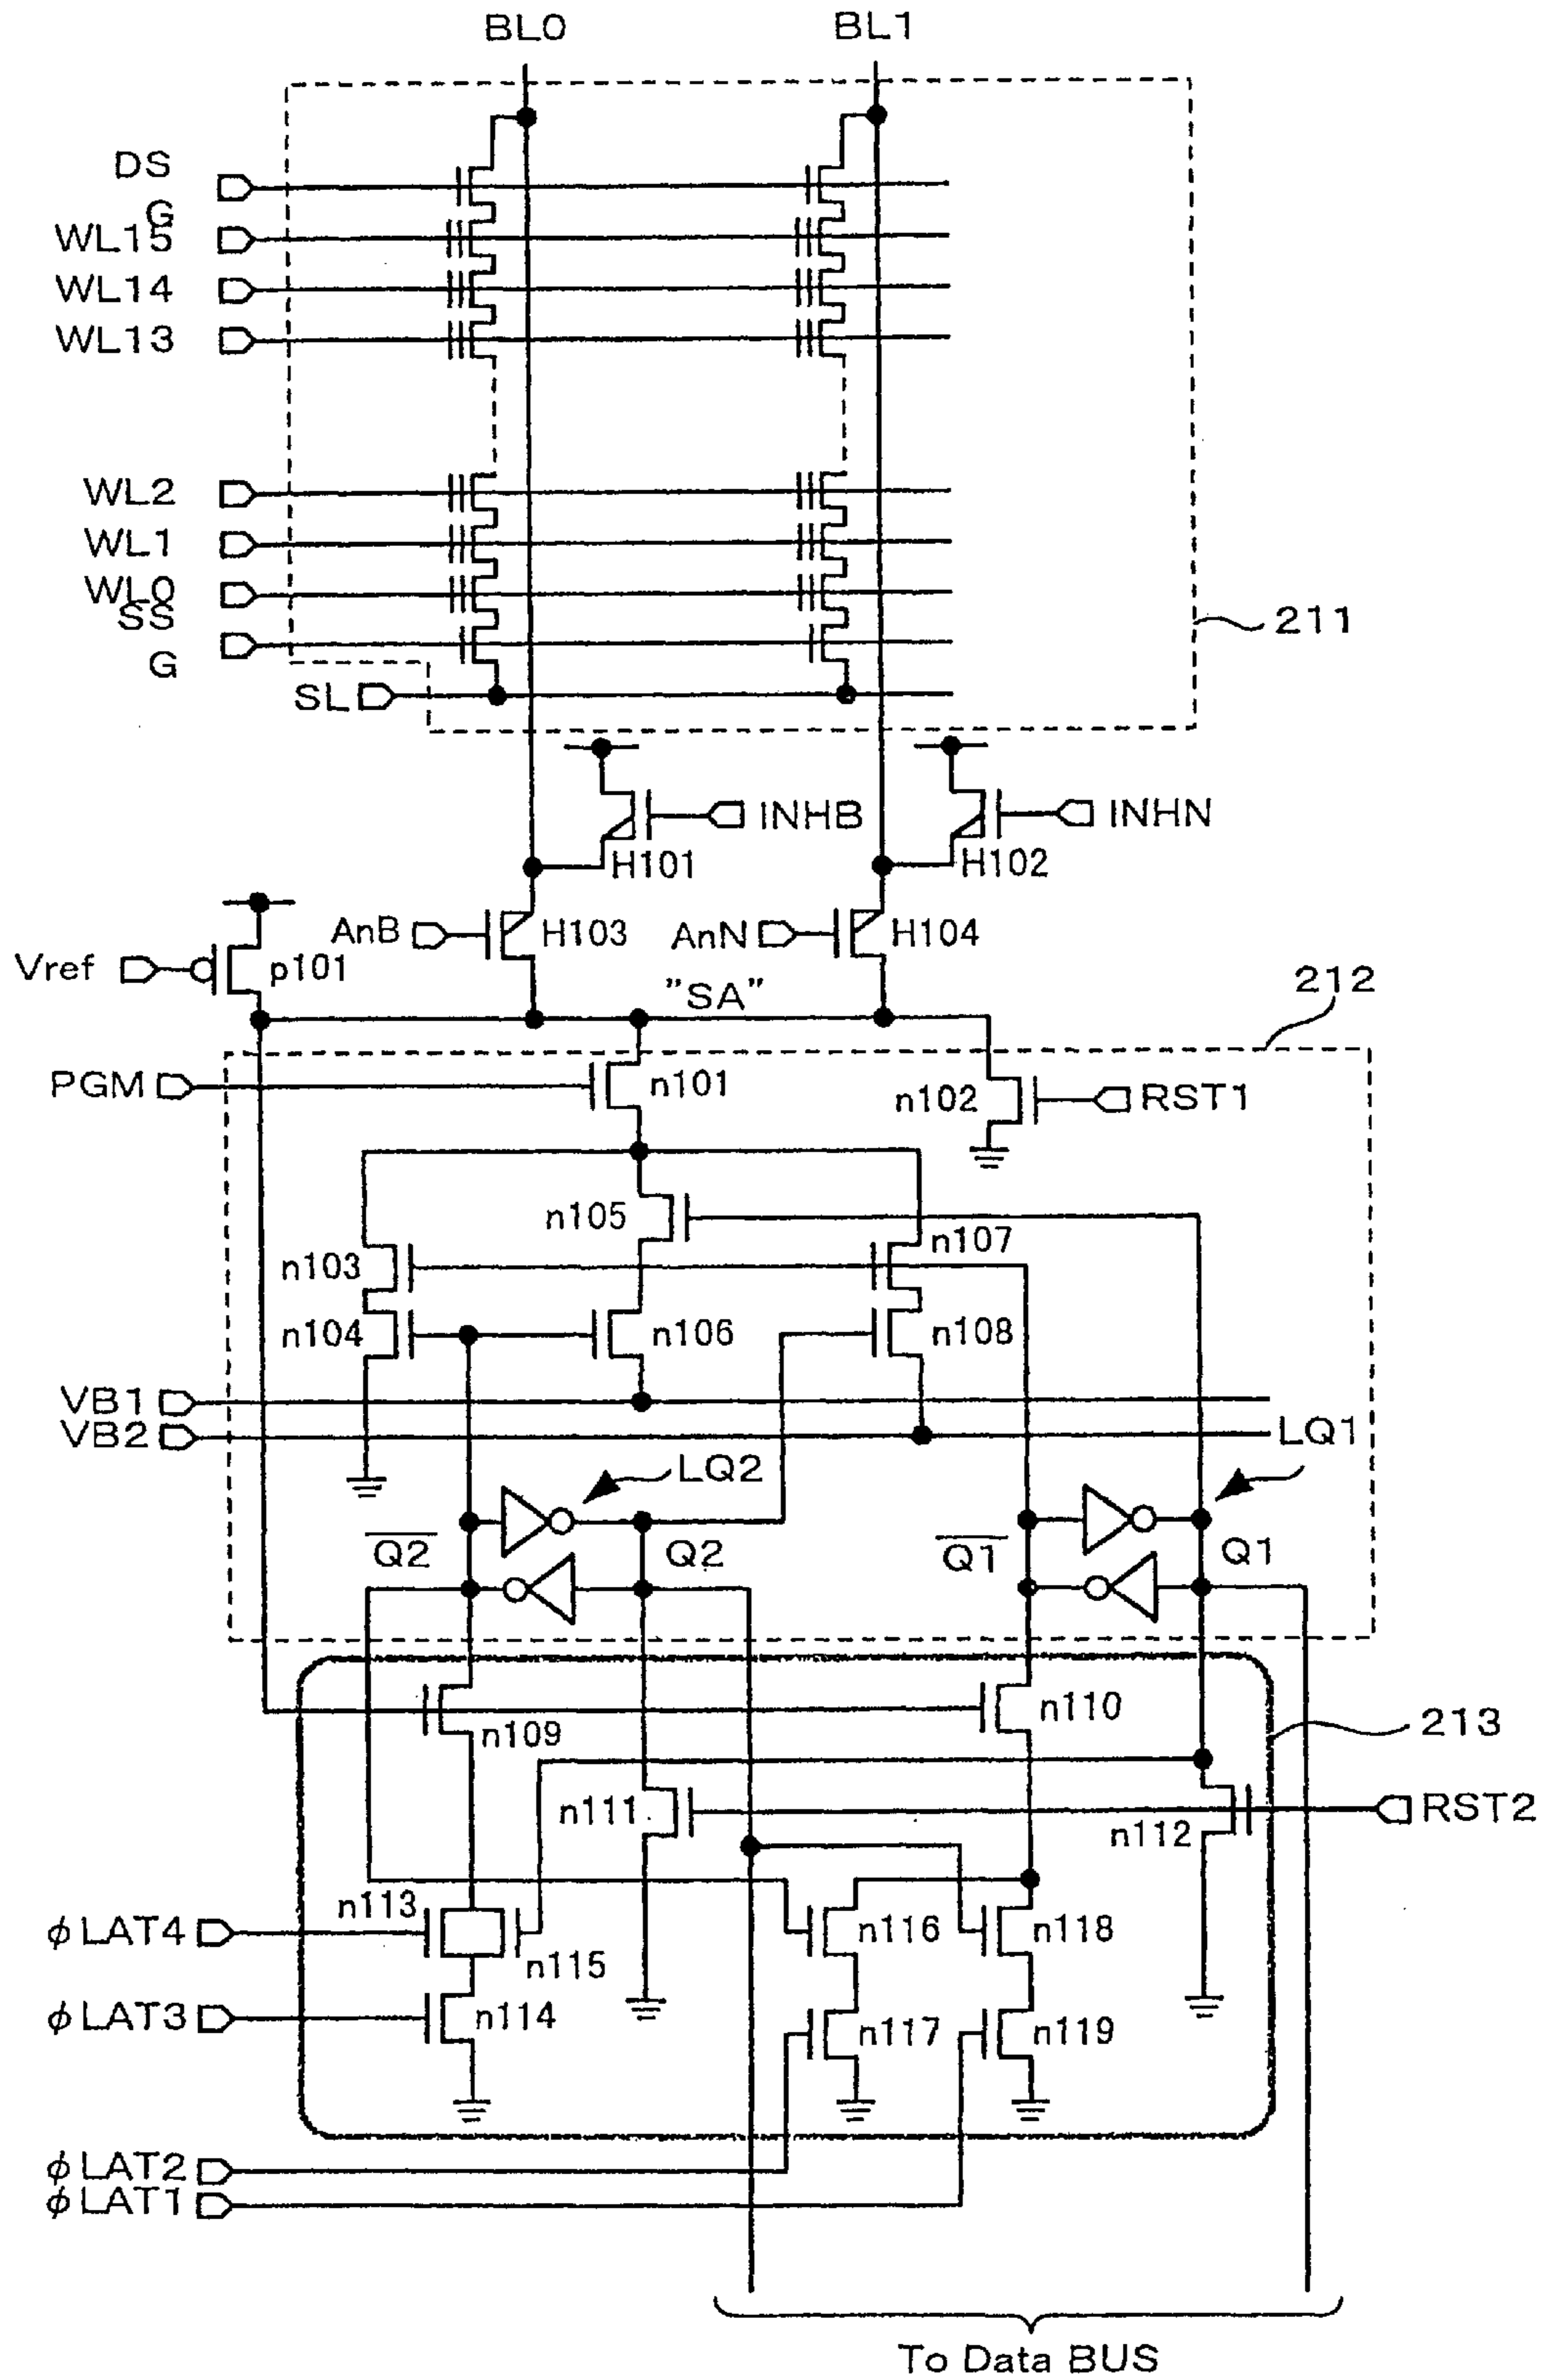 BL0 BL1
DS
G
WL15
WL14
WL13
WL2
WL1
WL0
SS
G
211
SL
INHB INHN
H101 H102
AnB H103 AnN H104
Vref p101
"SA"
212
PGM n101
n102 RST1
n105
n103 n107
n104 n106 n108
VB1
VB2
LQ2 LQ1
Q2 Q2 Q1 Q1
n109 n110
213
n111 n112 RST2
n113
ϕLAT4 n115 n116 n118
ϕLAT3 n114 n117 n119
ϕLAT2
ϕLAT1
To Data BUS